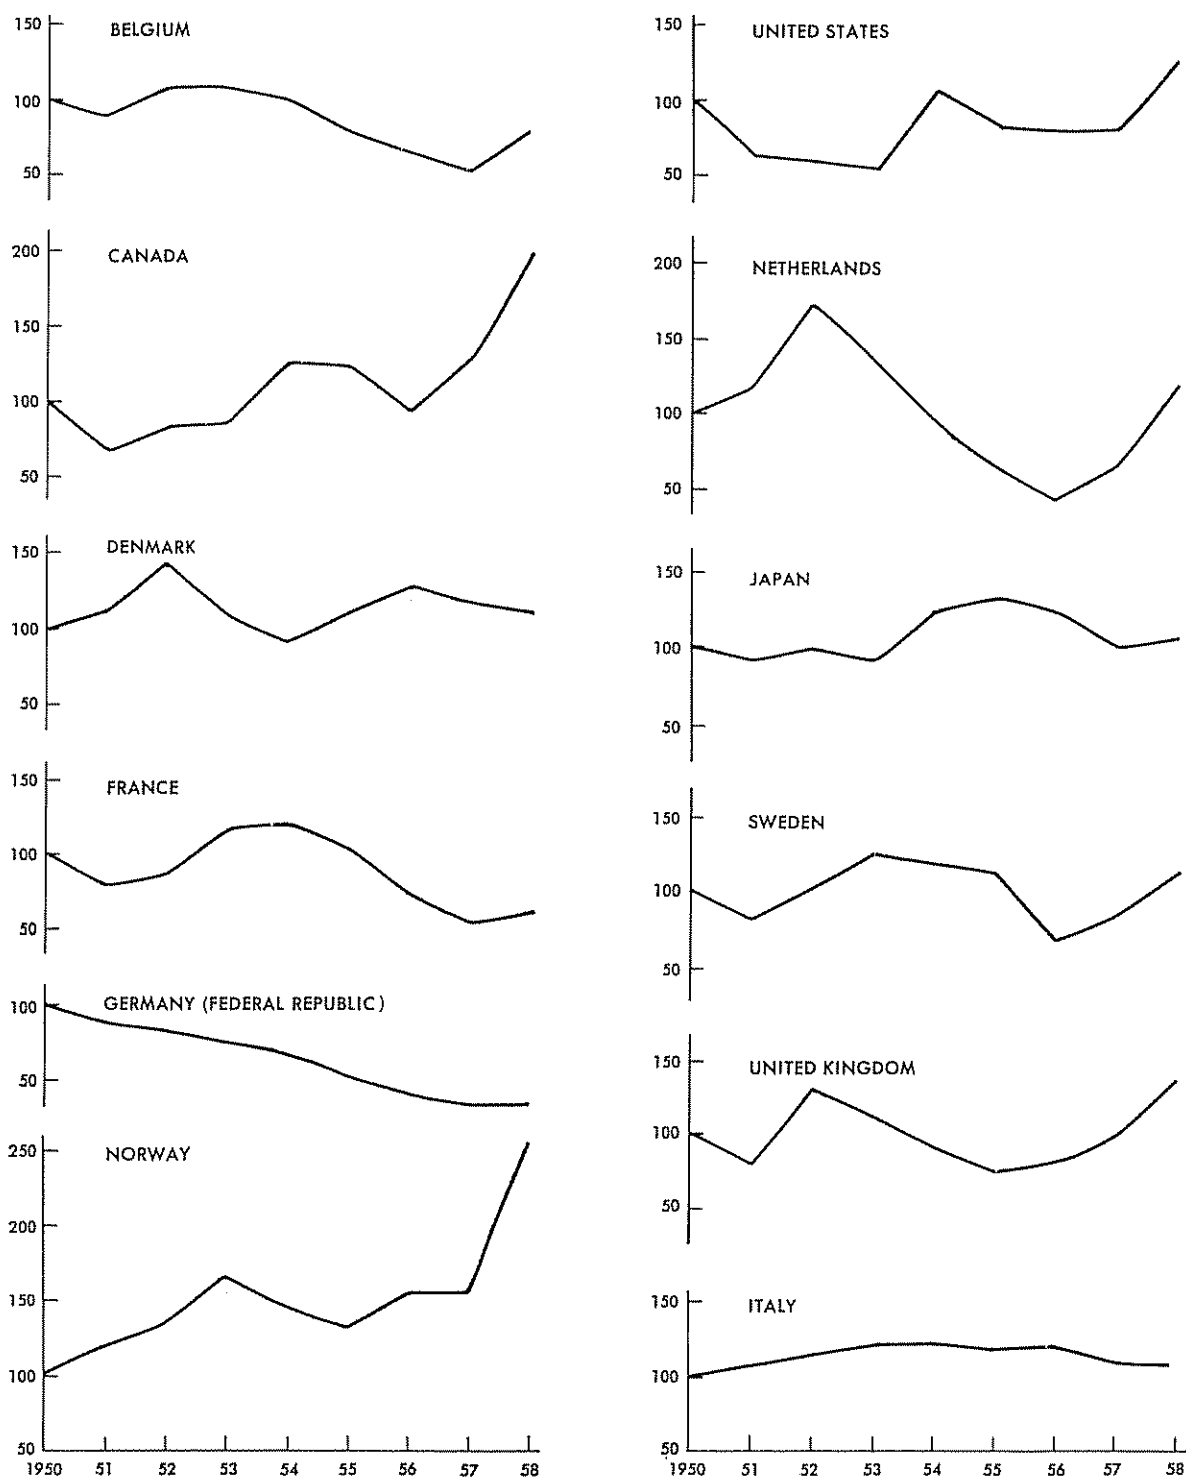 BELGIUM
150
100
50
CANADA
200
150
100
50
DENMARK
150
100
50
FRANCE
150
100
50
GERMANY (FEDERAL REPUBLIC)
100
50
NORWAY
250
200
150
100
50
1950 51 52 53 54 55 56 57 58
UNITED STATES
150
100
50
NETHERLANDS
200
150
100
50
JAPAN
150
100
50
SWEDEN
150
100
50
UNITED KINGDOM
150
100
50
ITALY
150
100
50
1950 51 52 53 54 55 56 57 58